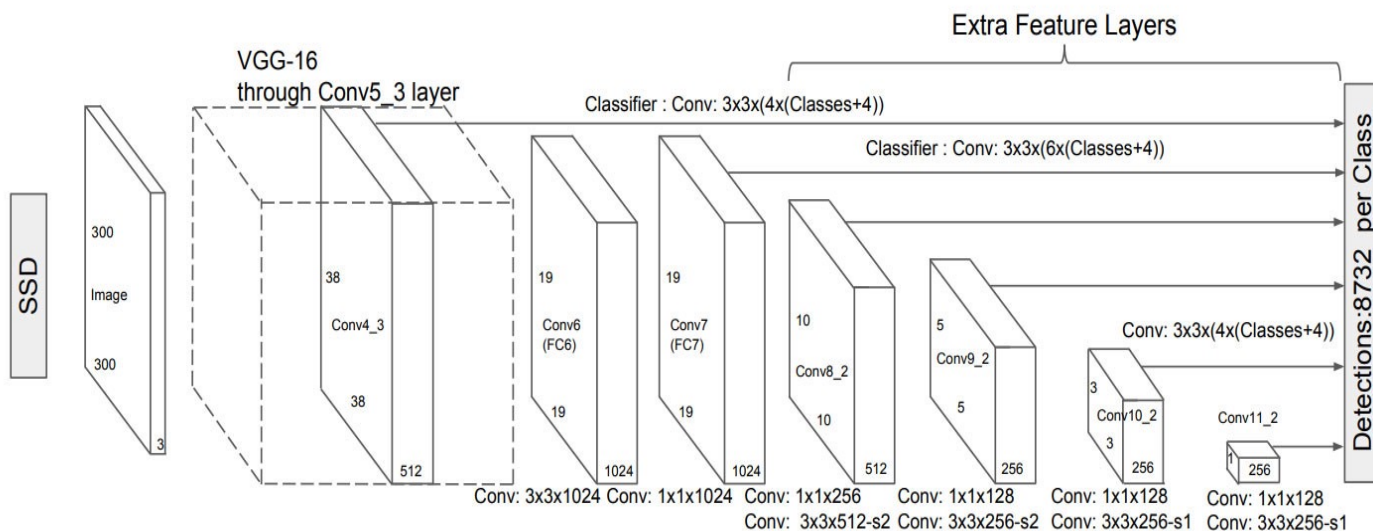 Extra Feature Layers
VGG-16
through Conv5_3 layer
Classifier : Conv: 3x3x(4x(Classes+4))
Classifier : Conv: 3x3x(6x(Classes+4))
SSD
300
Image
300
3
38
Conv4_3
38
512
19
Conv6
(FC6)
19
1024
19
Conv7
(FC7)
19
1024
10
Conv8_2
10
512
5
Conv9_2
5
256
Conv: 3x3x(4x(Classes+4))
3
Conv10_2
3
256
Conv11_2
1
256
Detections:8732 per Class
Conv: 3x3x1024
Conv: 1x1x1024
Conv: 1x1x256
Conv: 3x3x512-s2
Conv: 1x1x128
Conv: 3x3x256-s2
Conv: 1x1x128
Conv: 3x3x256-s1
Conv: 1x1x128
Conv: 3x3x256-s1